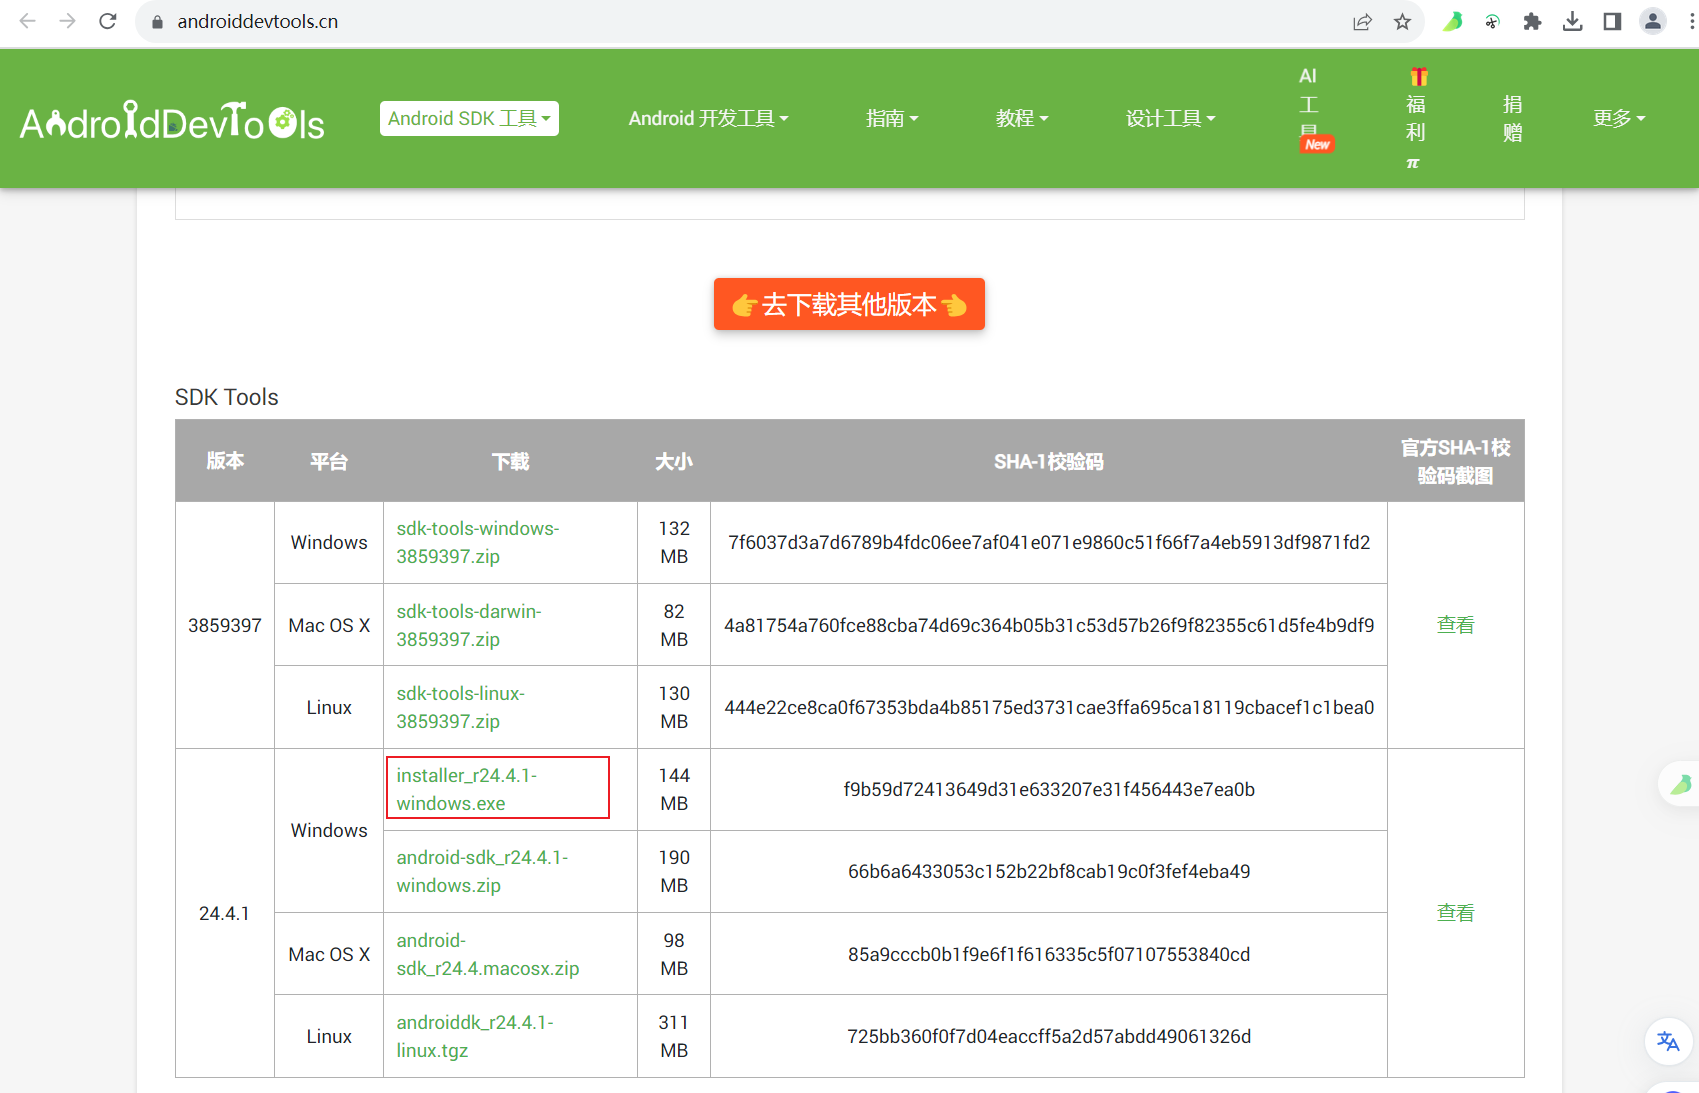 androiddevtools.cn
AndroidDevTools
Android SDK 工具
Android 开发工具
指南
教程
设计工具
AI
工
具
New
福
利
π
捐
赠
更多
去下载其他版本
SDK Tools
版本
平台
下载
大小
SHA-1校验码
官方SHA-1校
验码截图
3859397
Windows
sdk-tools-windows-
3859397.zip
132
MB
7f6037d3a7d6789b4fdc06ee7af041e071e9860c51f66f7a4eb5913df9871fd2
查看
Mac OS X
sdk-tools-darwin-
3859397.zip
82
MB
4a81754a760fce88cba74d69c364b05b31c53d57b26f9f82355c61d5fe4b9df9
Linux
sdk-tools-linux-
3859397.zip
130
MB
444e22ce8ca0f67353bda4b85175ed3731cae3ffa695ca18119cbacef1c1bea0
24.4.1
Windows
installer_r24.4.1-
windows.exe
144
MB
f9b59d72413649d31e633207e31f456443e7ea0b
查看
android-sdk_r24.4.1-
windows.zip
190
MB
66b6a6433053c152b22bf8cab19c0f3fef4eba49
Mac OS X
android-
sdk_r24.4.macosx.zip
98
MB
85a9cccb0b1f9e6f1f616335c5f07107553840cd
Linux
androiddk_r24.4.1-
linux.tgz
311
MB
725bb360f0f7d04eaccff5a2d57abdd49061326d